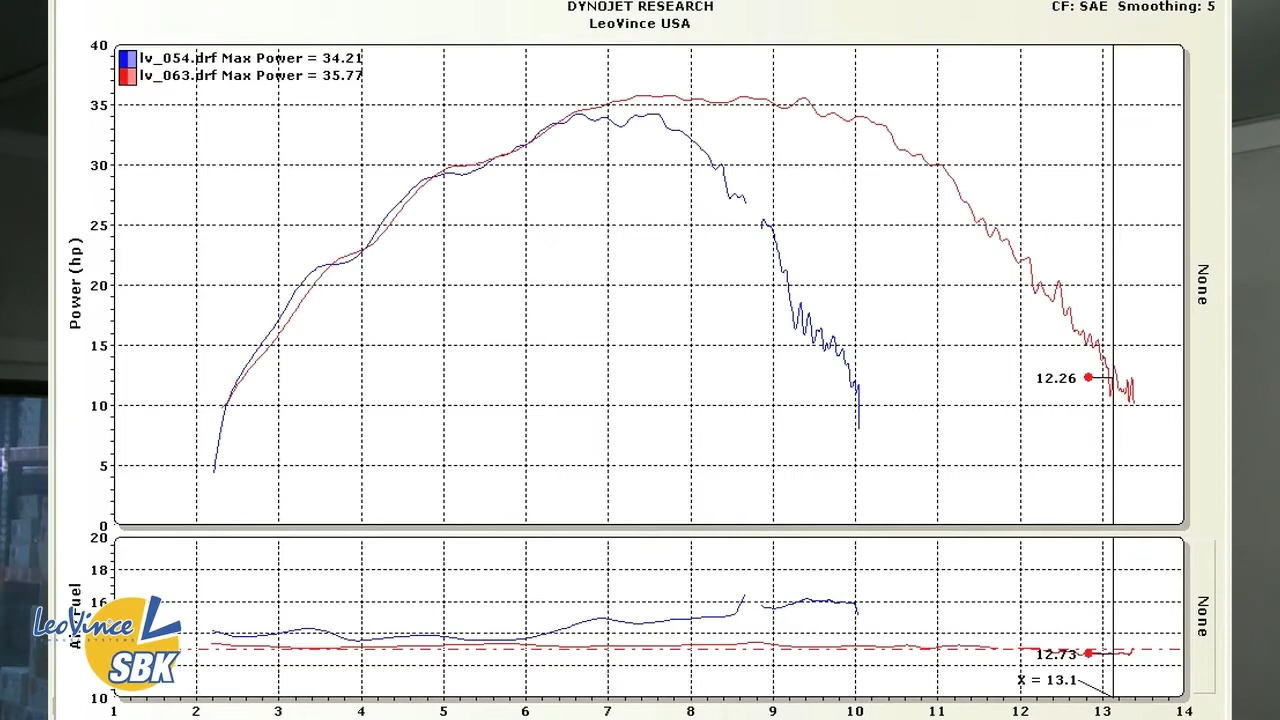 DYNOJET RESEARCH
CF: SAE Smoothing: 5
LeoVince USA
lv_054.drf Max Power = 34.21
lv_063.drf Max Power = 35.77
40
35
30
25
20
15
10
5
0
Power (hp)
None
12.26
20
18
16
10
None
12.73
X = 13.1
LeoVince
SBK
1 2 3 4 5 6 7 8 9 10 11 12 13 14